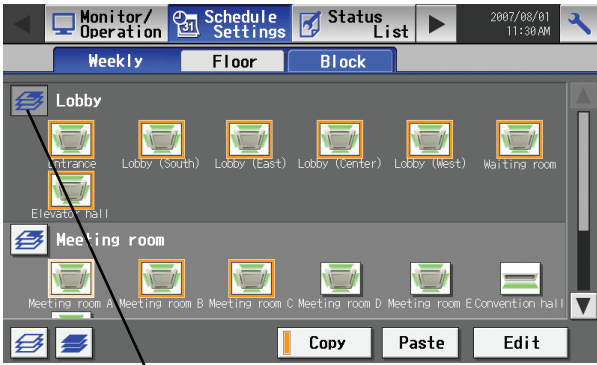 Monitor/
Operation
31
Schedule
Settings
Status
List
2007/08/01
11:30AM
Weekly
Floor
Block
Lobby
Entrance
Lobby (South)
Lobby (East)
Lobby (Center)
Lobby (West)
Waiting room
Elevator hall
Meeting room
Meeting room A
Meeting room B
Meeting room C
Meeting room D
Meeting room E
Convention hall
Copy
Paste
Edit